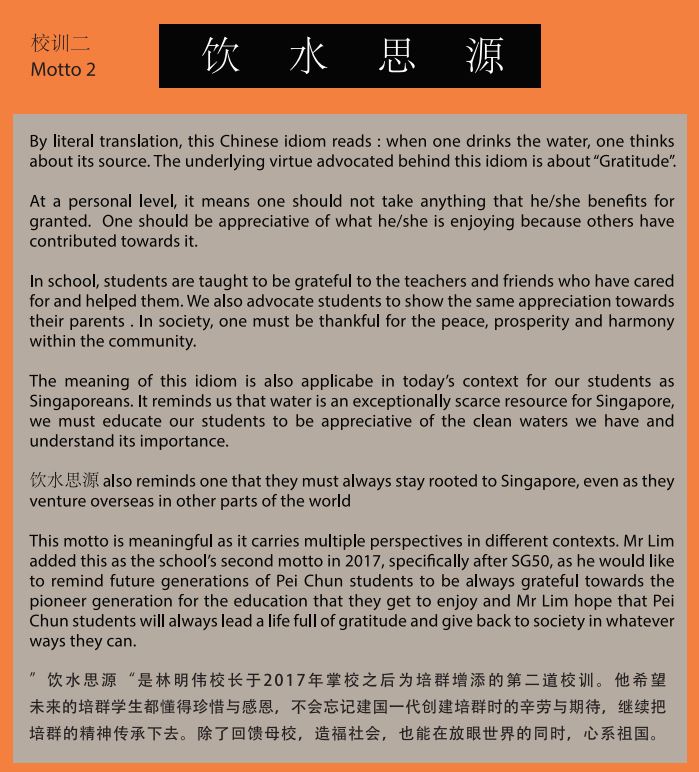 校训二
Motto 2
饮 水 思 源
By literal translation, this Chinese idiom reads : when one drinks the water, one thinks
about its source. The underlying virtue advocated behind this idiom is about “Gratitude”.
At a personal level, it means one should not take anything that he/she benefits for
granted. One should be appreciative of what he/she is enjoying because others have
contributed towards it.
In school, students are taught to be grateful to the teachers and friends who have cared
for and helped them. We also advocate students to show the same appreciation towards
their parents . In society, one must be thankful for the peace, prosperity and harmony
within the community.
The meaning of this idiom is also applicabe in today’s context for our students as
Singaporeans. It reminds us that water is an exceptionally scarce resource for Singapore,
we must educate our students to be appreciative of the clean waters we have and
understand its importance.
饮水思源 also reminds one that they must always stay rooted to Singapore, even as they
venture overseas in other parts of the world
This motto is meaningful as it carries multiple perspectives in different contexts. Mr Lim
added this as the school’s second motto in 2017, specifically after SG50, as he would like
to remind future generations of Pei Chun students to be always grateful towards the
pioneer generation for the education that they get to enjoy and Mr Lim hope that Pei
Chun students will always lead a life full of gratitude and give back to society in whatever
ways they can.
”饮水思源“是林明伟校长于2017年掌校之后为培群增添的第二道校训。他希望
未来的培群学生都懂得珍惜与感恩，不会忘记建国一代创建培群时的辛劳与期待，继续把
培群的精神传承下去。除了回馈母校，造福社会，也能在放眼世界的同时，心系祖国。